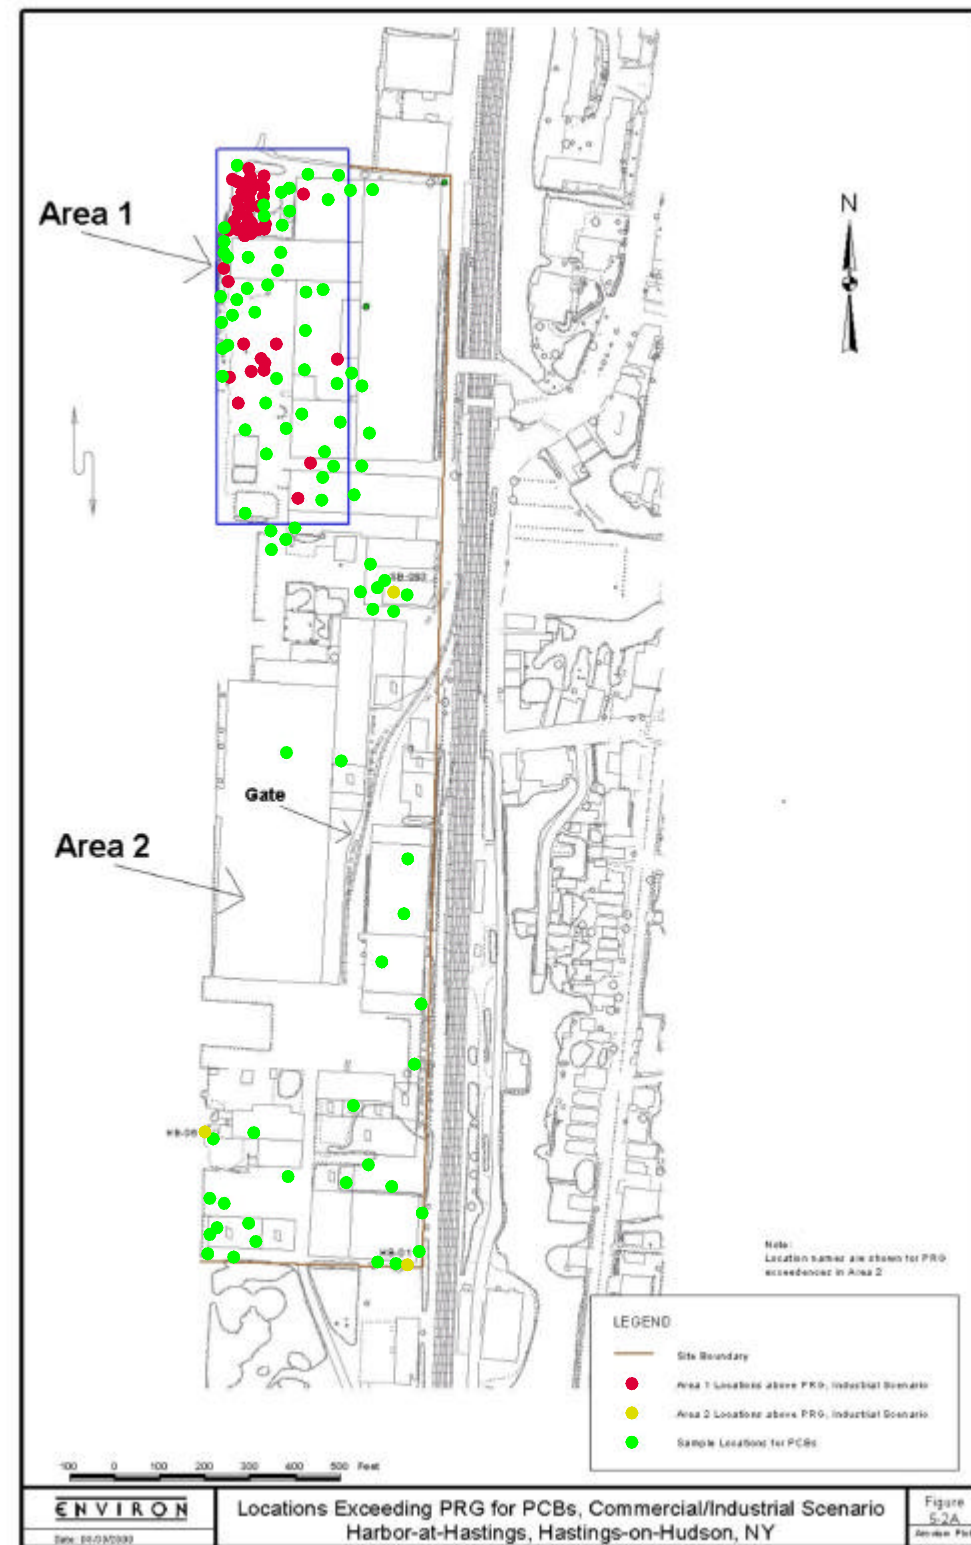 Area 1
N
SB-
Area 2
Gate
HB-
HB-
Note:
Location names are shown for PRG
exceedences in Area 2
LEGEND
Site Boundary
Area 1 Locations above PRG, Industrial Scenario
Area 2 Locations above PRG, Industrial Scenario
Sample Locations for PCBs
-100 0 100 200 300 400 500 Feet
ENVIRON
Date:
Locations Exceeding PRG for PCBs, Commercial/Industrial Scenario
Harbor-at-Hastings, Hastings-on-Hudson, NY
Figure
5-2A